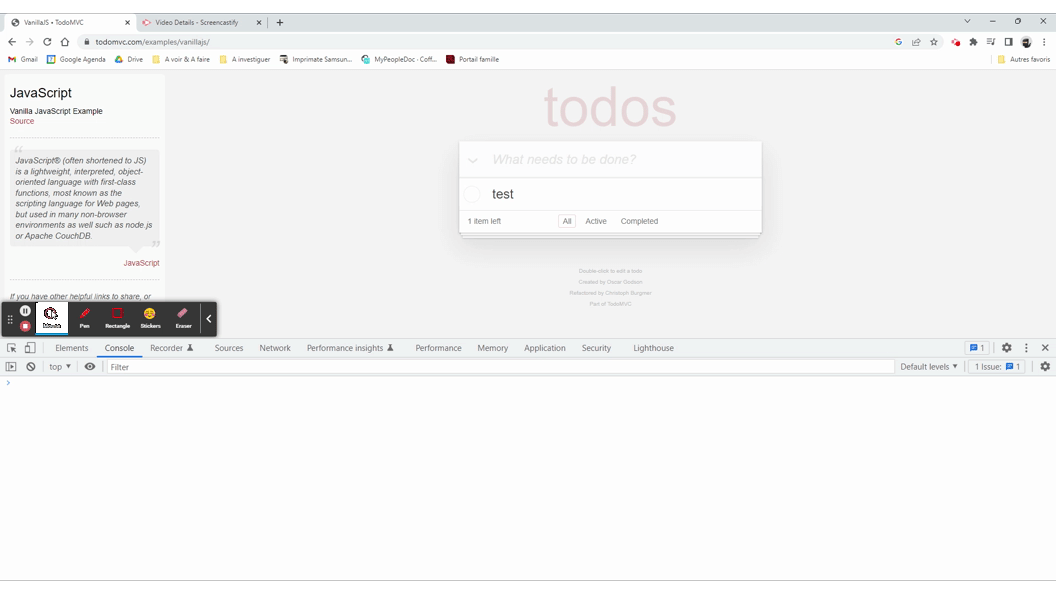 VanillaJS • TodoMVC
Video Details - Screencastify
todomvc.com/examples/vanillajs/
Gmail
Google Agenda
Drive
A voir & A faire
A investiguer
Imprimate Samsun...
MyPeopleDoc - Coff...
Portail famille
Autres favoris
JavaScript
Vanilla JavaScript Example
Source
JavaScript® (often shortened to JS)
is a lightweight, interpreted, object-
oriented language with first-class
functions, most known as the
scripting language for Web pages,
but used in many non-browser
environments as well such as node.js
or Apache CouchDB.
JavaScript
If you have other helpful links to share, or
todos
What needs to be done?
test
1 item left
All
Active
Completed
Double-click to edit a todo
Created by Oscar Godson
Refactored by Christoph Burgmer
Part of TodoMVC
Pen
Rectangle
Stickers
Eraser
Elements
Console
Recorder
Sources
Network
Performance insights
Performance
Memory
Application
Security
Lighthouse
1
top
Filter
Default levels
1 Issue: 1